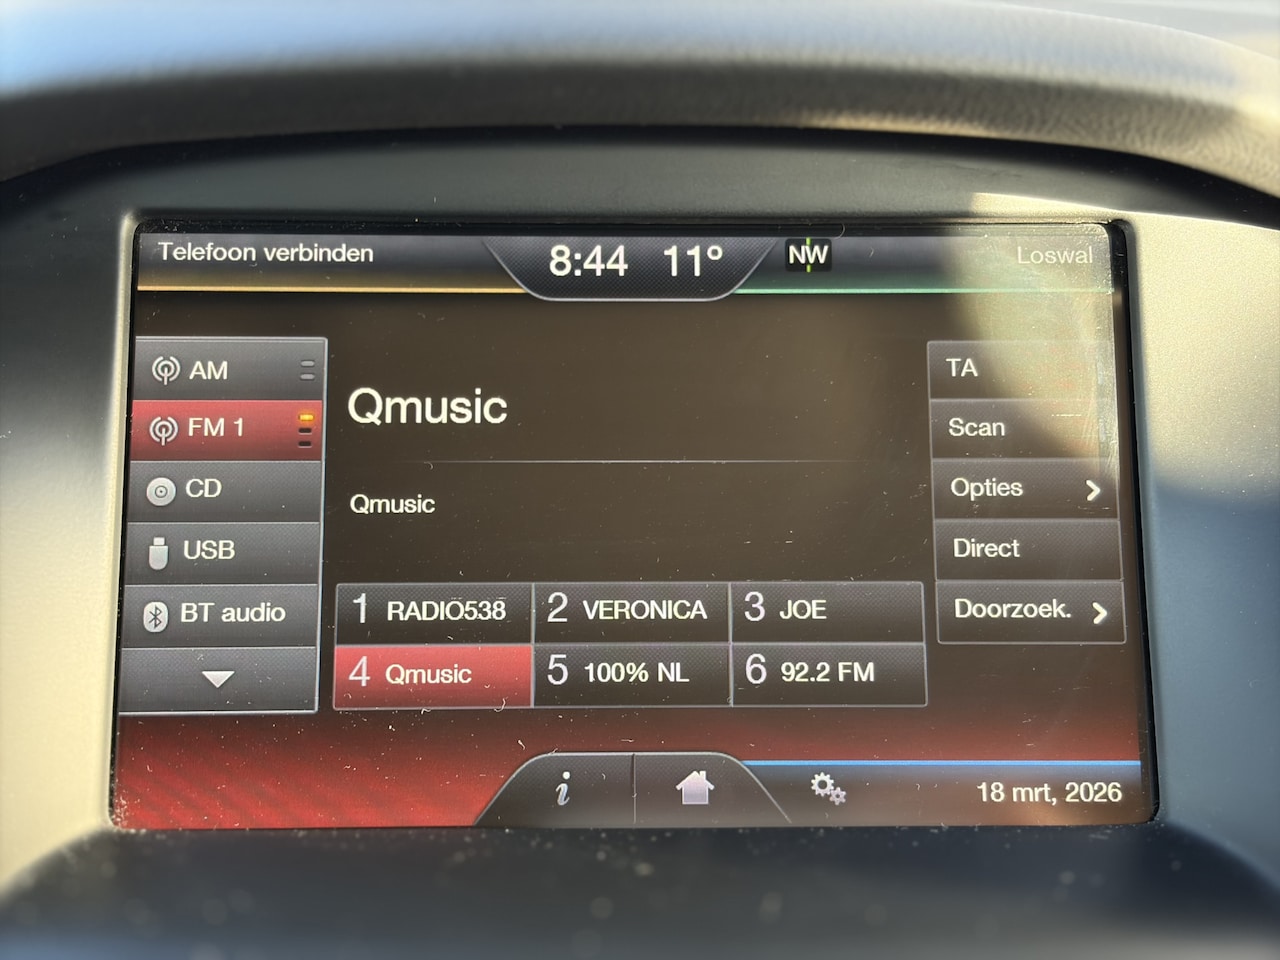 Telefoon verbinden
8:44 11°
NW
Loswal
AM
FM 1
CD
USB
BT audio
Qmusic
Qmusic
1 RADIO538
2 VERONICA
3 JOE
4 Qmusic
5 100% NL
6 92.2 FM
TA
Scan
Opties
Direct
Doorzoek.
i
18 mrt, 2026